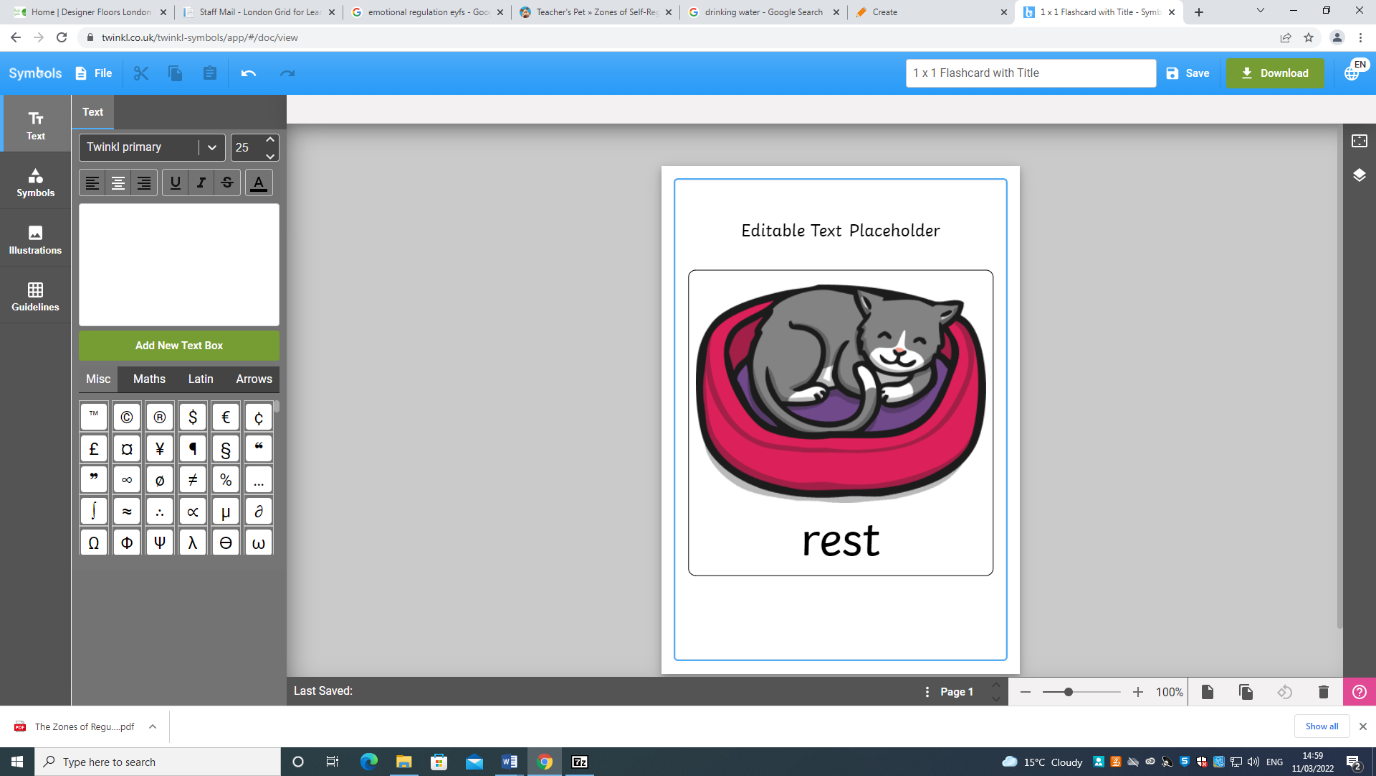 Home | Designer Floors London
Staff Mail - London Grid for Lea
emotional regulation eyfs - Goo
Teacher's Pet » Zones of Self-Re
drinking water - Google Search
Create
1 x 1 Flashcard with Title - Symb
twinkl.co.uk/twinkl-symbols/app/#/doc/view
Symbols
File
1 x 1 Flashcard with Title
Save
Download
EN
Text
Text
Twinkl primary
25
U I S A
Symbols
Illustrations
Guidelines
Add New Text Box
Misc Maths Latin Arrows
™ © ® $ € ¢
£ ¤ ¥ ¶ § “
” ∞ ø ≠ % …
∫ ≈ ∴ ∝ µ ∂
Ω Φ Ψ λ Θ ω
Editable Text Placeholder
rest
Last Saved:
Page 1
100%
The Zones of Regu....pdf
Show all
Type here to search
15°C Cloudy
ENG
14:59
11/03/2022
2